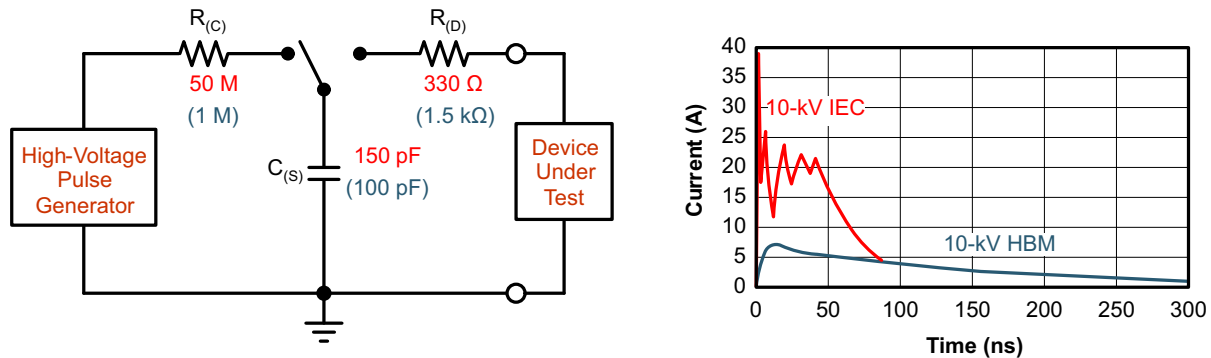 R(C)
50 M
(1 M)
R(D)
330 Ω
(1.5 kΩ)
High-Voltage
Pulse
Generator
C(S)
150 pF
(100 pF)
Device
Under
Test
Current (A)
40
35
30
25
20
15
10
5
0
10-kV IEC
10-kV HBM
0
50
100
150
200
250
300
Time (ns)